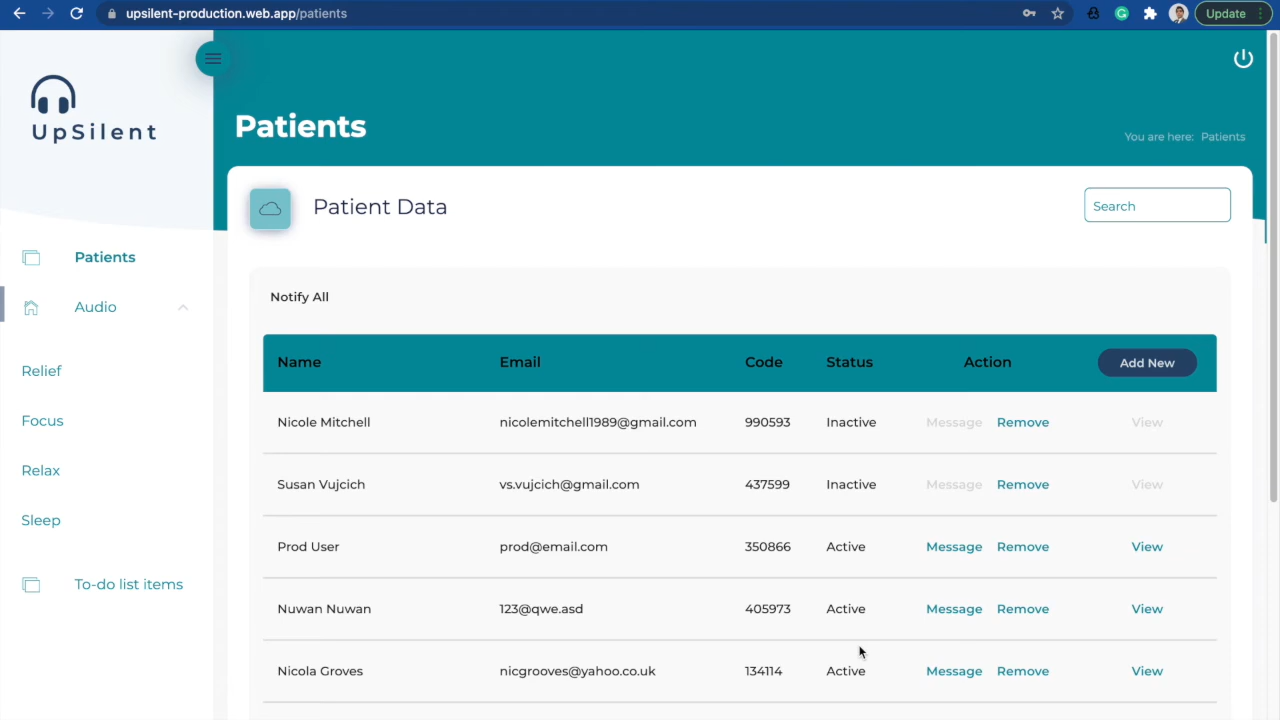 upsilent-production.web.app/patients
Update
UpSilent
Patients
You are here: Patients
Patient Data
Search
Patients
Audio
Relief
Focus
Relax
Sleep
To-do list items
Notify All
Name Email Code Status Action Add New
Nicole Mitchell nicolemitchell1989@gmail.com 990593 Inactive Message Remove View
Susan Vujcich vs.vujcich@gmail.com 437599 Inactive Message Remove View
Prod User prod@email.com 350866 Active Message Remove View
Nuwan Nuwan 123@qwe.asd 405973 Active Message Remove View
Nicola Groves nicgrooves@yahoo.co.uk 134114 Active Message Remove View